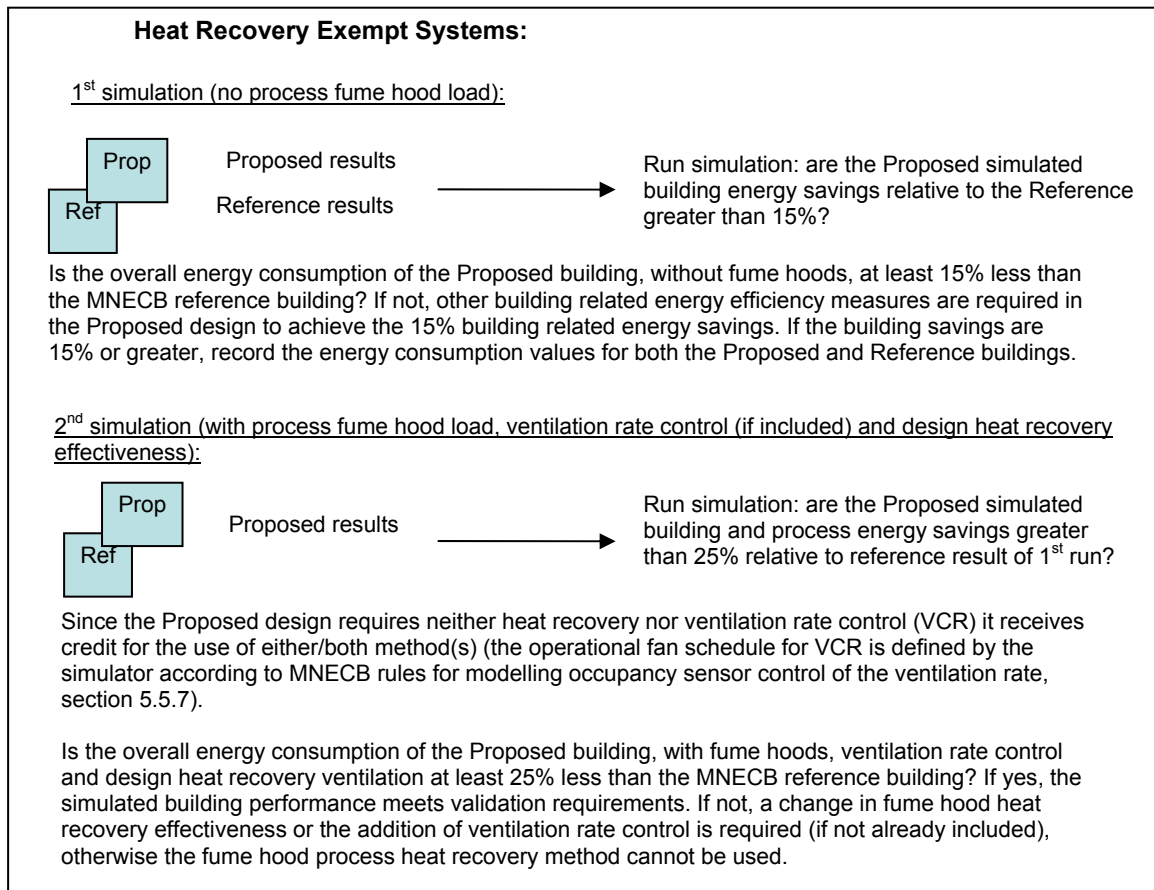 Heat Recovery Exempt Systems:
1st simulation (no process fume hood load):
Prop
Ref
Proposed results
Reference results
Run simulation: are the Proposed simulated
building energy savings relative to the Reference
greater than 15%?
Is the overall energy consumption of the Proposed building, without fume hoods, at least 15% less than
the MNECB reference building? If not, other building related energy efficiency measures are required in
the Proposed design to achieve the 15% building related energy savings. If the building savings are
15% or greater, record the energy consumption values for both the Proposed and Reference buildings.
2nd simulation (with process fume hood load, ventilation rate control (if included) and design heat recovery
effectiveness):
Prop
Ref
Proposed results
Run simulation: are the Proposed simulated
building and process energy savings greater
than 25% relative to reference result of 1st run?
Since the Proposed design requires neither heat recovery nor ventilation rate control (VCR) it receives
credit for the use of either/both method(s) (the operational fan schedule for VCR is defined by the
simulator according to MNECB rules for modelling occupancy sensor control of the ventilation rate,
section 5.5.7).
Is the overall energy consumption of the Proposed building, with fume hoods, ventilation rate control
and design heat recovery ventilation at least 25% less than the MNECB reference building? If yes, the
simulated building performance meets validation requirements. If not, a change in fume hood heat
recovery effectiveness or the addition of ventilation rate control is required (if not already included),
otherwise the fume hood process heat recovery method cannot be used.